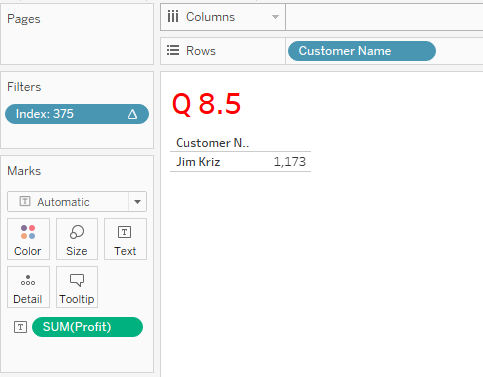 Pages
Columns
Rows
Customer Name
Filters
Index: 375 Δ
Q 8.5
Customer N..
Jim Kriz 1,173
Marks
T Automatic
Color Size Text
Detail Tooltip
T SUM(Profit)